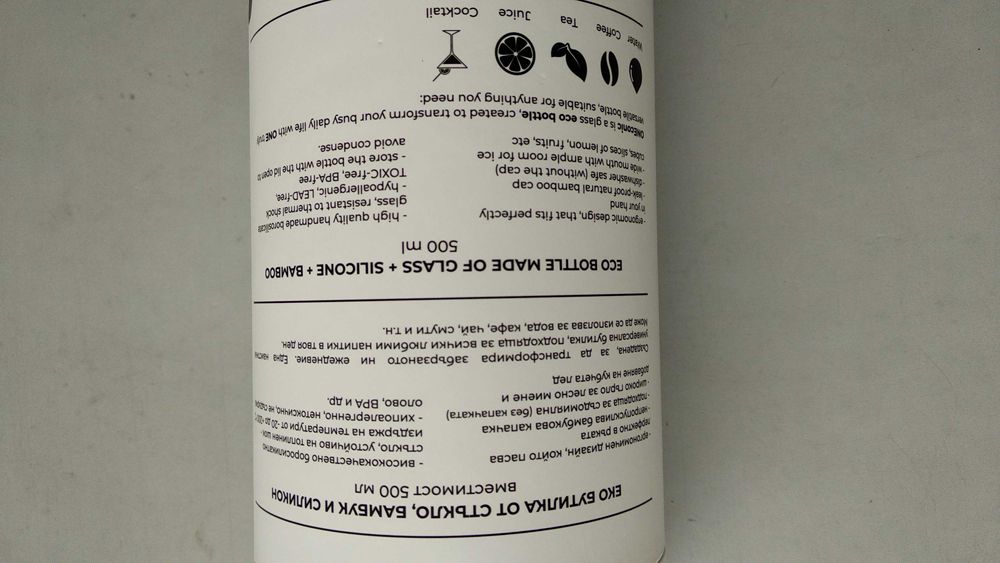 ЕКО БУТИЛКА ОТ СТЪКЛО, БАМБУК И СИЛИКОН
ВМЕСТИМОСТ 500 МЛ
- ергономичен дизайн, който пасва
перфектно в ръката
-непропусклива бамбукова капачка
-подходяща за съдомиялна (без капачката)
- широко гърло за лесно миене и
добавяне на кубчета лед
- висококачествено боросиликатно
стъкло, устойчиво на топлинен шок -
издържа на температури от -20 до
- хипоалергенно, нетоксично, не
олово, BPA и др.
Създадена, за да трансформира забързаното ни ежедневие. Една
универсална бутилка, подходяща за всички любими напитки в твоя ден.
Може да се използва за вода, кафе, чай, смути и т.н.
ECO BOTTLE MADE OF GLASS + SILICONE + BAMBOO
500 ml
-ergonomic design, that fits perfectly
in your hand
-leak-proof natural bamboo cap
-dishwasher safe (without the cap)
-wide mouth with ample room for ice
cubes, slices of lemon, fruits, etc
- high quality handmade borosilicate
glass, resistant to thermal shock
- hypoallergenic, LEAD-free,
TOXIC-free, BPA-free
- store the bottle with the lid open to
avoid condense.
ONEconic is a glass eco bottle, created to transform your busy daily life with ONE truly
versatile bottle, suitable for anything you need:
Water Coffee Tea Juice Cocktail